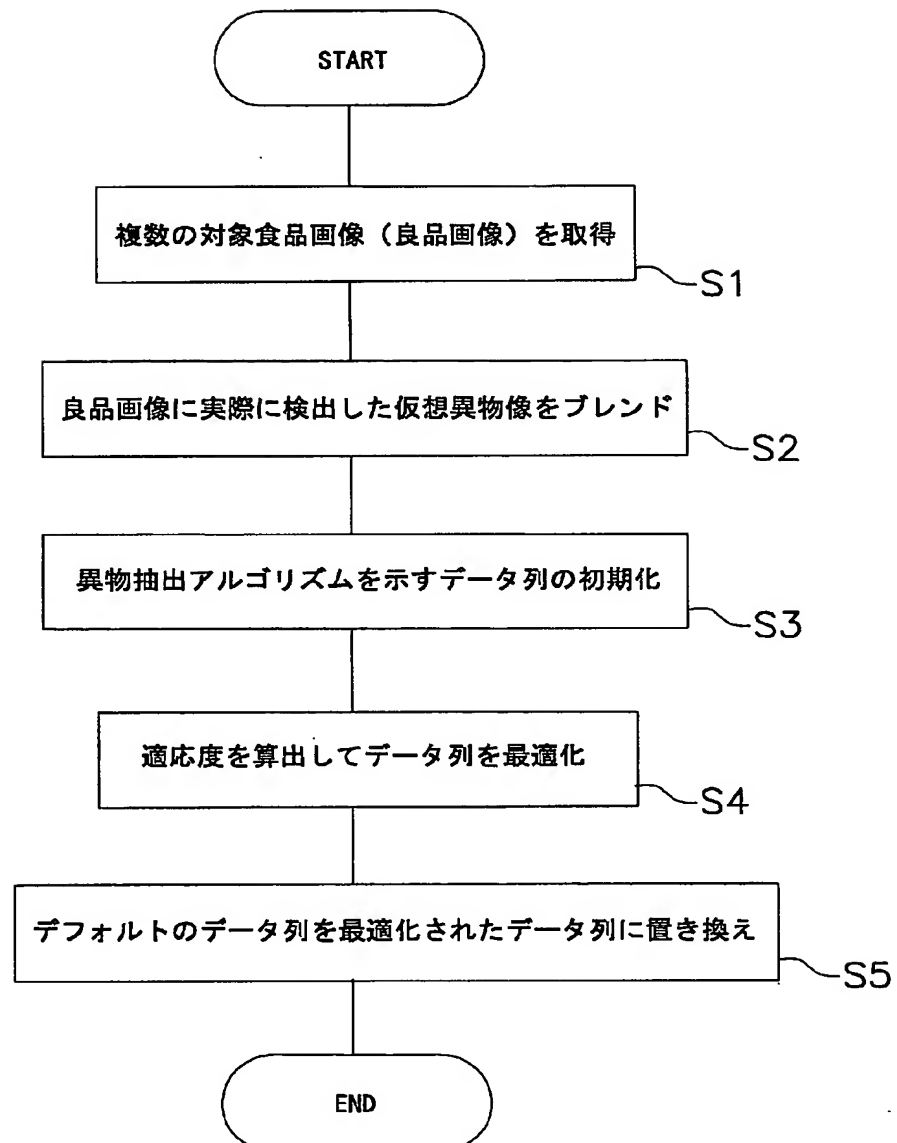 START
複数の対象食品画像（良品画像）を取得
S1
良品画像に実際に検出した仮想異物像をブレンド
S2
異物抽出アルゴリズムを示すデータ列の初期化
S3
適応度を算出してデータ列を最適化
S4
デフォルトのデータ列を最適化されたデータ列に置き換え
S5
END